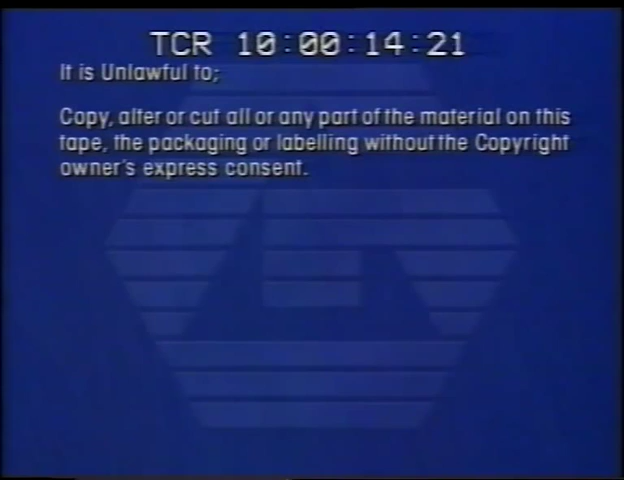 TCR 10:00:14:21
It is Unlawful to;
Copy, alter or cut all or any part of the material on this
tape, the packaging or labelling without the Copyright
owner's express consent.